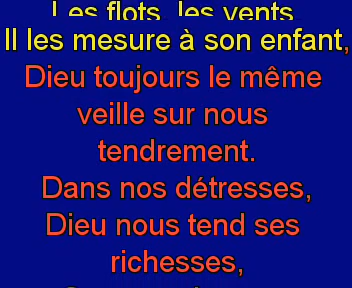 Les flots, les vents
Il les mesure à son enfant,
Dieu toujours le même
veille sur nous
tendrement.
Dans nos détresses,
Dieu nous tend ses
richesses,